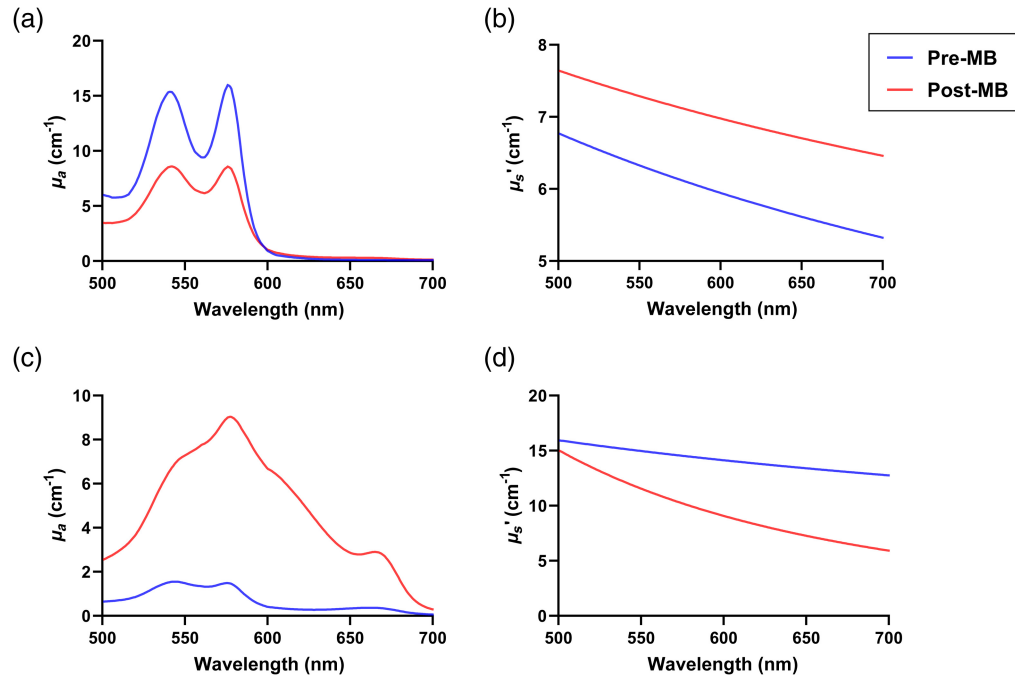 (a)
20
15
10
5
0
μa (cm-1)
500
550
600
650
700
Wavelength (nm)
(b)
8
7
6
5
μs' (cm-1)
500
550
600
650
700
Wavelength (nm)
Pre-MB
Post-MB
(c)
10
8
6
4
2
0
μa (cm-1)
500
550
600
650
700
Wavelength (nm)
(d)
20
15
10
5
0
μs' (cm-1)
500
550
600
650
700
Wavelength (nm)